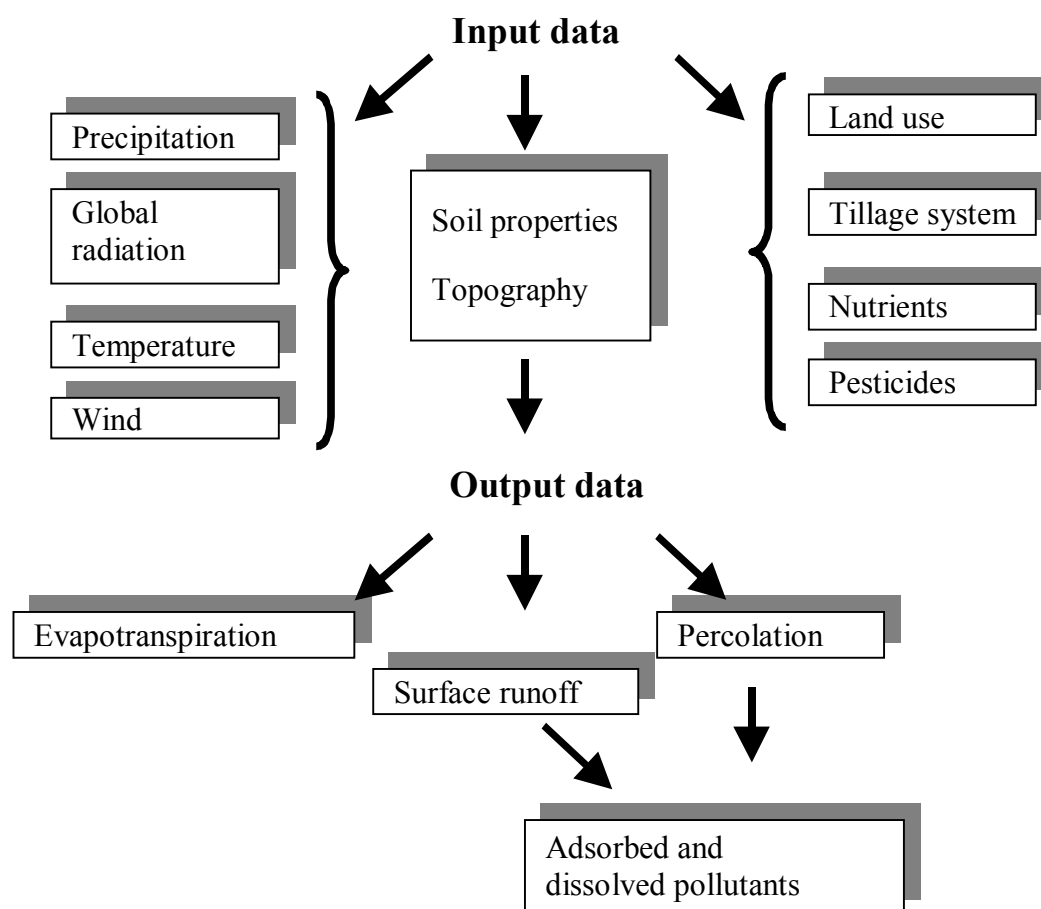 Input data
Precipitation
Global
radiation
Temperature
Wind
Soil properties
Topography
Land use
Tillage system
Nutrients
Pesticides
Output data
Evapotranspiration
Surface runoff
Percolation
Adsorbed and
dissolved pollutants